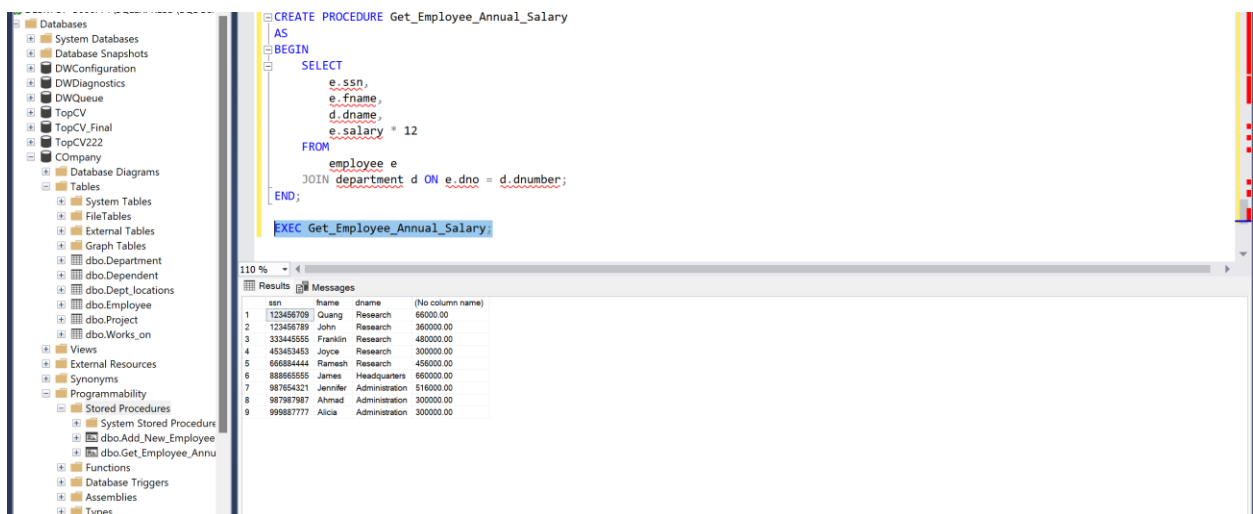 Databases
System Databases
Database Snapshots
DWConfiguration
DWDiagnostics
DWQueue
TopCV
TopCV_Final
TopCV222
COmpany
Database Diagrams
Tables
System Tables
FileTables
External Tables
Graph Tables
dbo.Department
dbo.Dependent
dbo.Dept_locations
dbo.Employee
dbo.Project
dbo.Works_on
Views
External Resources
Synonyms
Programmability
Stored Procedures
System Stored Procedure
dbo.Add_New_Employee
dbo.Get_Employee_Annu
Functions
Database Triggers
Assemblies
Types
CREATE PROCEDURE Get_Employee_Annual_Salary
AS
BEGIN
SELECT
e.ssn,
e.fname,
d.dname,
e.salary * 12
FROM
employee e
JOIN department d ON e.dno = d.dnumber;
END;
EXEC Get_Employee_Annual_Salary;
110 %
Results Messages
ssn fname dname (No column name)
1 123456709 Quang Research 66000.00
2 123456789 John Research 360000.00
3 333445555 Franklin Research 480000.00
4 453453453 Joyce Research 300000.00
5 666884444 Ramesh Research 456000.00
6 888665555 James Headquarters 660000.00
7 987654321 Jennifer Administration 516000.00
8 987987987 Ahmad Administration 300000.00
9 999887777 Alicia Administration 300000.00